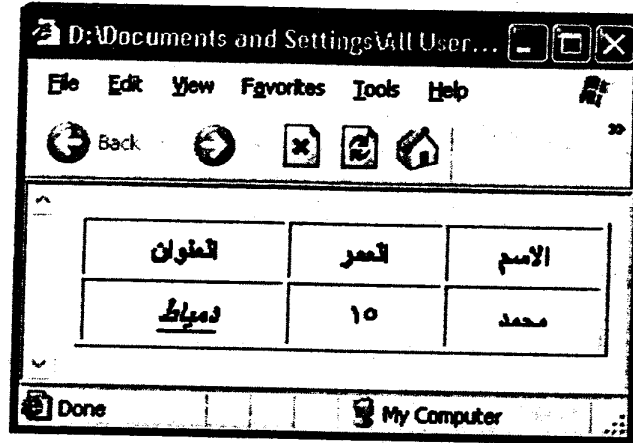 D:\Documents and Settings\All User...
File Edit View Favorites Tools Help
Back
الاسم العمر العنوان
محمد ١٥ دمياط
Done My Computer